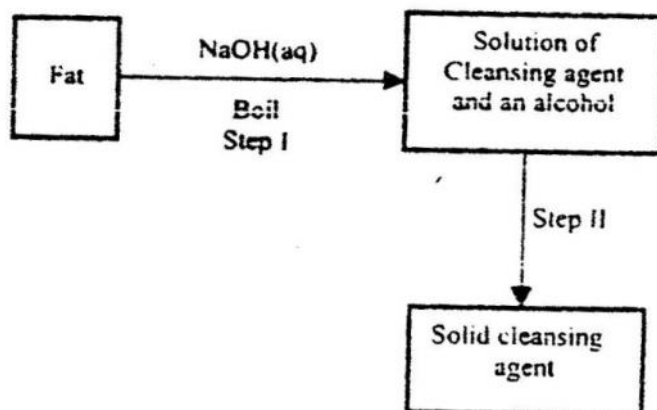 Fat
NaOH(aq)
Boil
Step I
Solution of
Cleansing agent
and an alcohol
Step II
Solid cleansing
agent